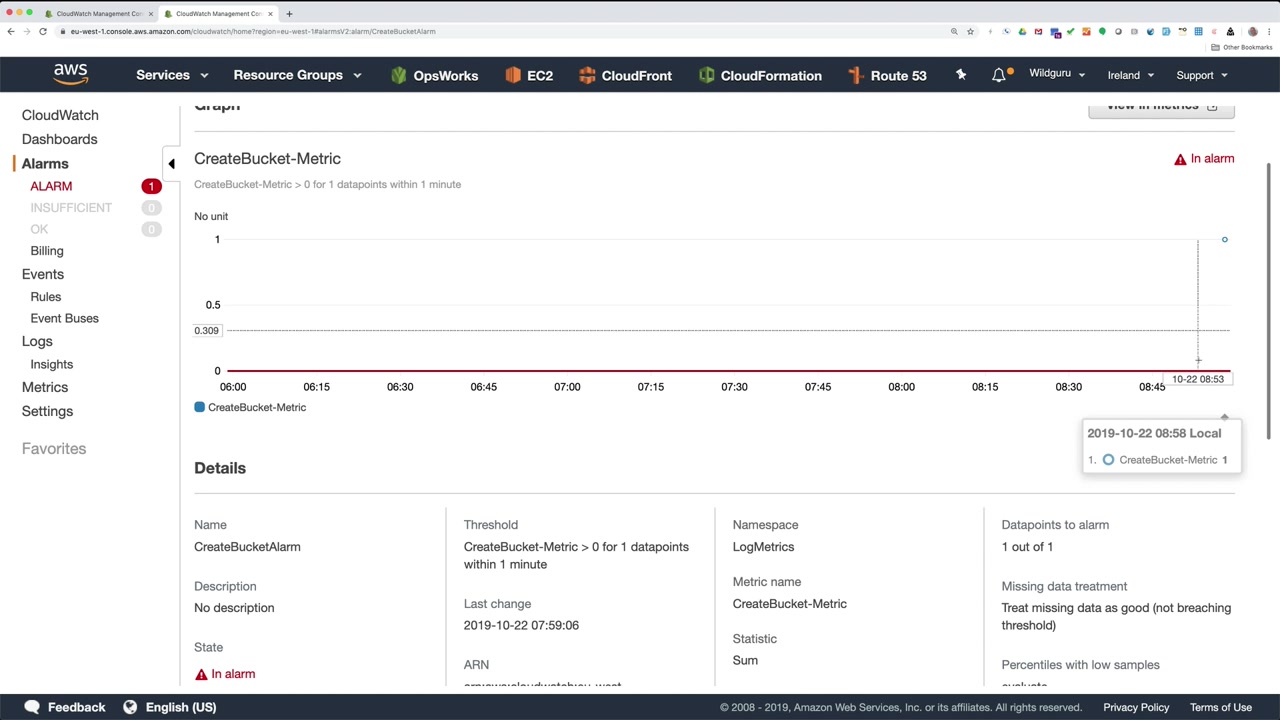 CloudWatch Management Con
CloudWatch Management Con
eu-west-1.console.aws.amazon.com/cloudwatch/home?region=eu-west-1#alarmsV2:alarm/CreateBucketAlarm
Other Bookmarks
aws
Services
Resource Groups
OpsWorks
EC2
CloudFront
CloudFormation
Route 53
Wildguru
Ireland
Support
CloudWatch
Dashboards
Alarms
ALARM 1
INSUFFICIENT 0
OK 0
Billing
Events
Rules
Event Buses
Logs
Insights
Metrics
Settings
Favorites
Graph
View in metrics
CreateBucket-Metric
In alarm
CreateBucket-Metric > 0 for 1 datapoints within 1 minute
No unit
1
0.5
0.309
0
06:00 06:15 06:30 06:45 07:00 07:15 07:30 07:45 08:00 08:15 08:30 08:45
10-22 08:53
CreateBucket-Metric
2019-10-22 08:58 Local
1. CreateBucket-Metric 1
Details
Name
CreateBucketAlarm
Description
No description
State
In alarm
Threshold
CreateBucket-Metric > 0 for 1 datapoints
within 1 minute
Last change
2019-10-22 07:59:06
ARN
Namespace
LogMetrics
Metric name
CreateBucket-Metric
Statistic
Sum
Datapoints to alarm
1 out of 1
Missing data treatment
Treat missing data as good (not breaching
threshold)
Percentiles with low samples
evaluate
Feedback
English (US)
© 2008 - 2019, Amazon Web Services, Inc. or its affiliates. All rights reserved.
Privacy Policy
Terms of Use